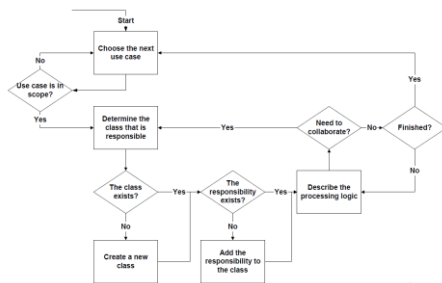 Start
Choose the next
use case
No
Use case is in
scope?
Yes
Determine the
class that is
responsible
Yes
Need to
collaborate?
No
Finished?
Yes
No
The class
exists?
Yes
The
responsibility
exists?
Yes
Describe the
processing logic
No
No
Create a new
class
Add the
responsibility to
the class